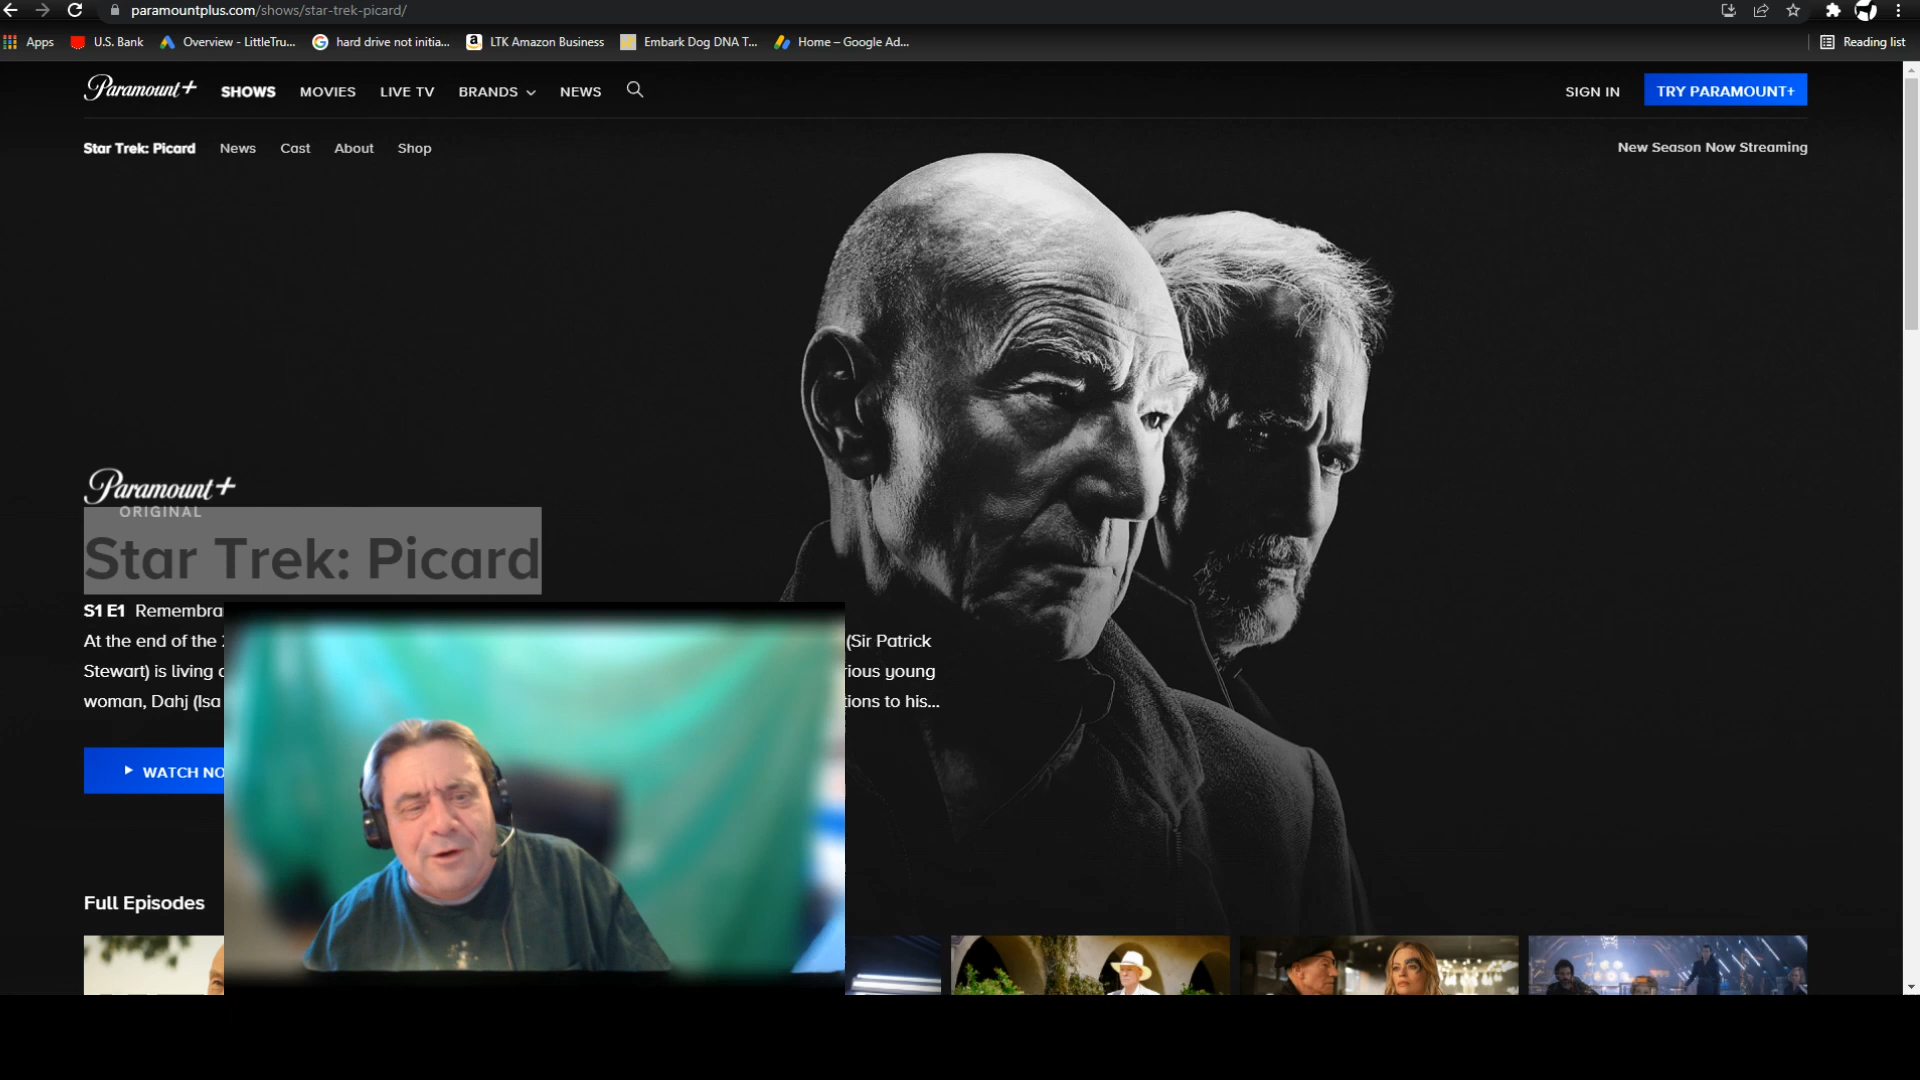 paramountplus.com/shows/star-trek-picard/
Apps U.S. Bank Overview - LittleTru... hard drive not initia... LTK Amazon Business Embark Dog DNA T... Home – Google Ad... Reading list
Paramount+ SHOWS MOVIES LIVE TV BRANDS NEWS SIGN IN TRY PARAMOUNT+
Star Trek: Picard News Cast About Shop New Season Now Streaming
Paramount+
ORIGINAL
Star Trek: Picard
S1 E1 Remembra
At the end of the (Sir Patrick
Stewart) is living rious young
woman, Dahj (Isa tions to his...
WATCH NO
Full Episodes